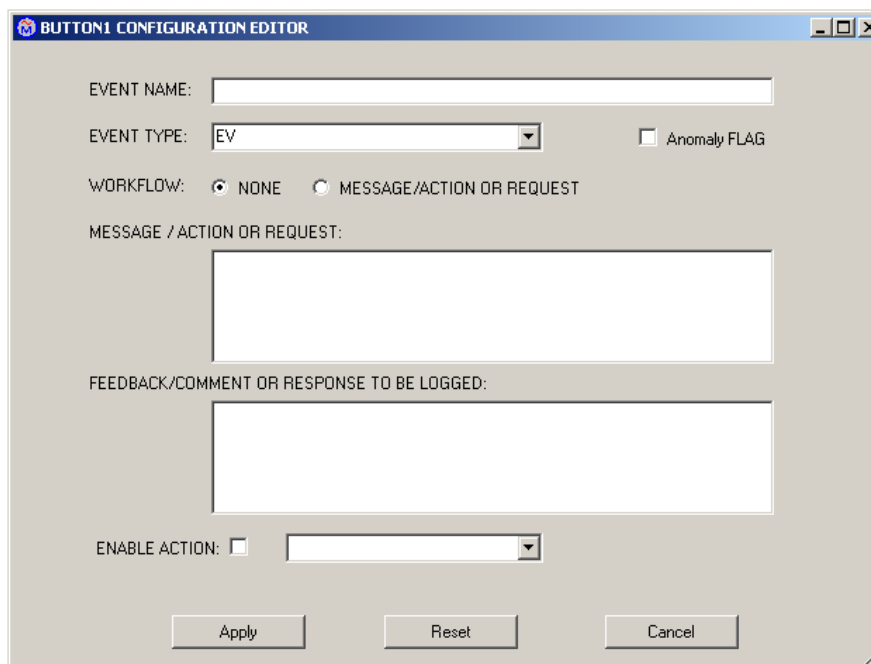 BUTTON1 CONFIGURATION EDITOR
EVENT NAME:
EVENT TYPE: EV Anomaly FLAG
WORKFLOW: NONE MESSAGE/ACTION OR REQUEST
MESSAGE / ACTION OR REQUEST:
FEEDBACK/COMMENT OR RESPONSE TO BE LOGGED:
ENABLE ACTION:
Apply Reset Cancel